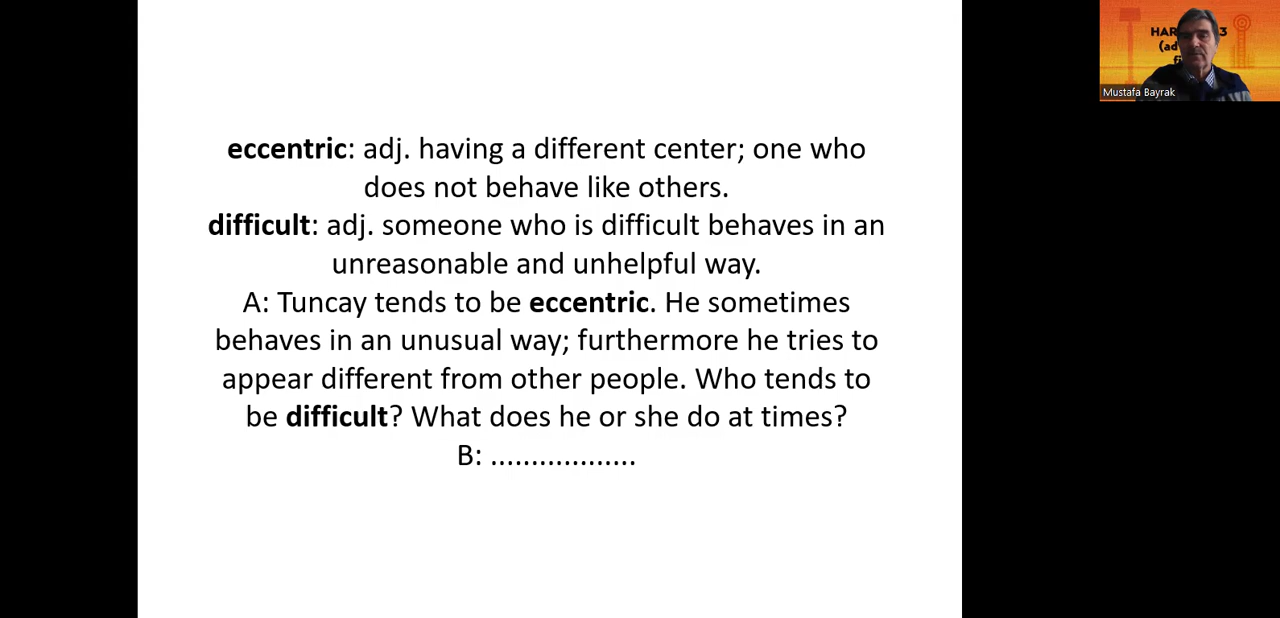 eccentric: adj. having a different center; one who
does not behave like others.
difficult: adj. someone who is difficult behaves in an
unreasonable and unhelpful way.
A: Tuncay tends to be eccentric. He sometimes
behaves in an unusual way; furthermore he tries to
appear different from other people. Who tends to
be difficult? What does he or she do at times?
B: ..................
Mustafa Bayrak